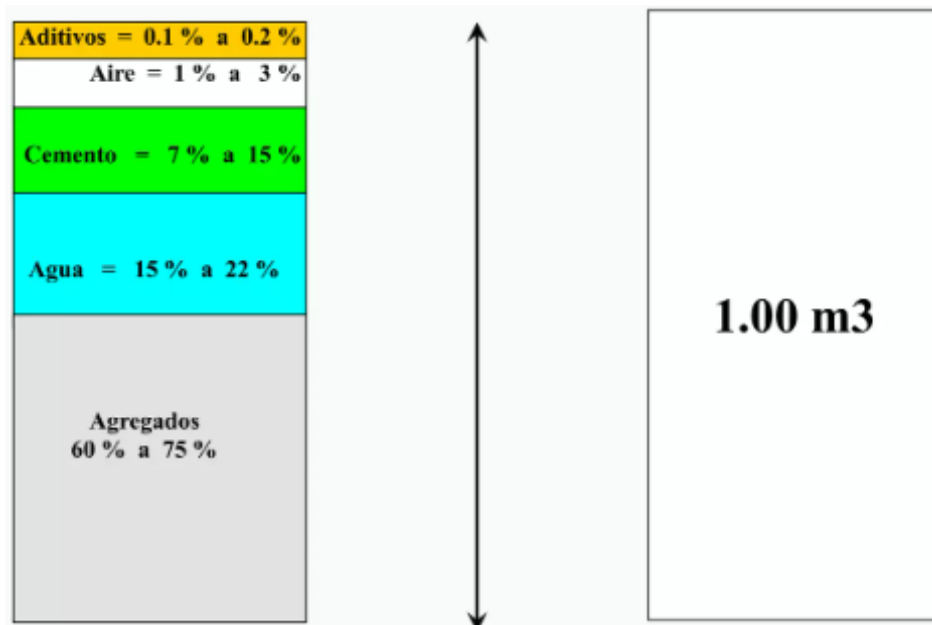 Aditivos = 0.1 % a 0.2 %
Aire = 1 % a 3 %
Cemento = 7 % a 15 %
Agua = 15 % a 22 %
Agregados
60 % a 75 %
1.00 m3